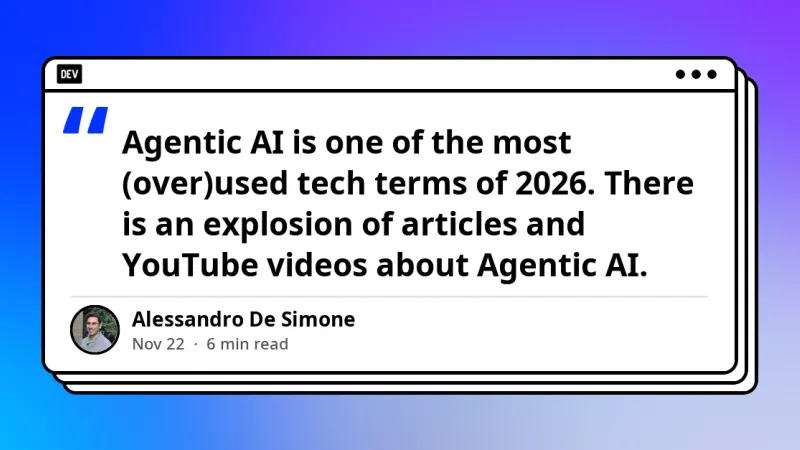 DEV
“
Agentic AI is one of the most
(over)used tech terms of 2026. There
is an explosion of articles and
YouTube videos about Agentic AI.
Alessandro De Simone
Nov 22 · 6 min read